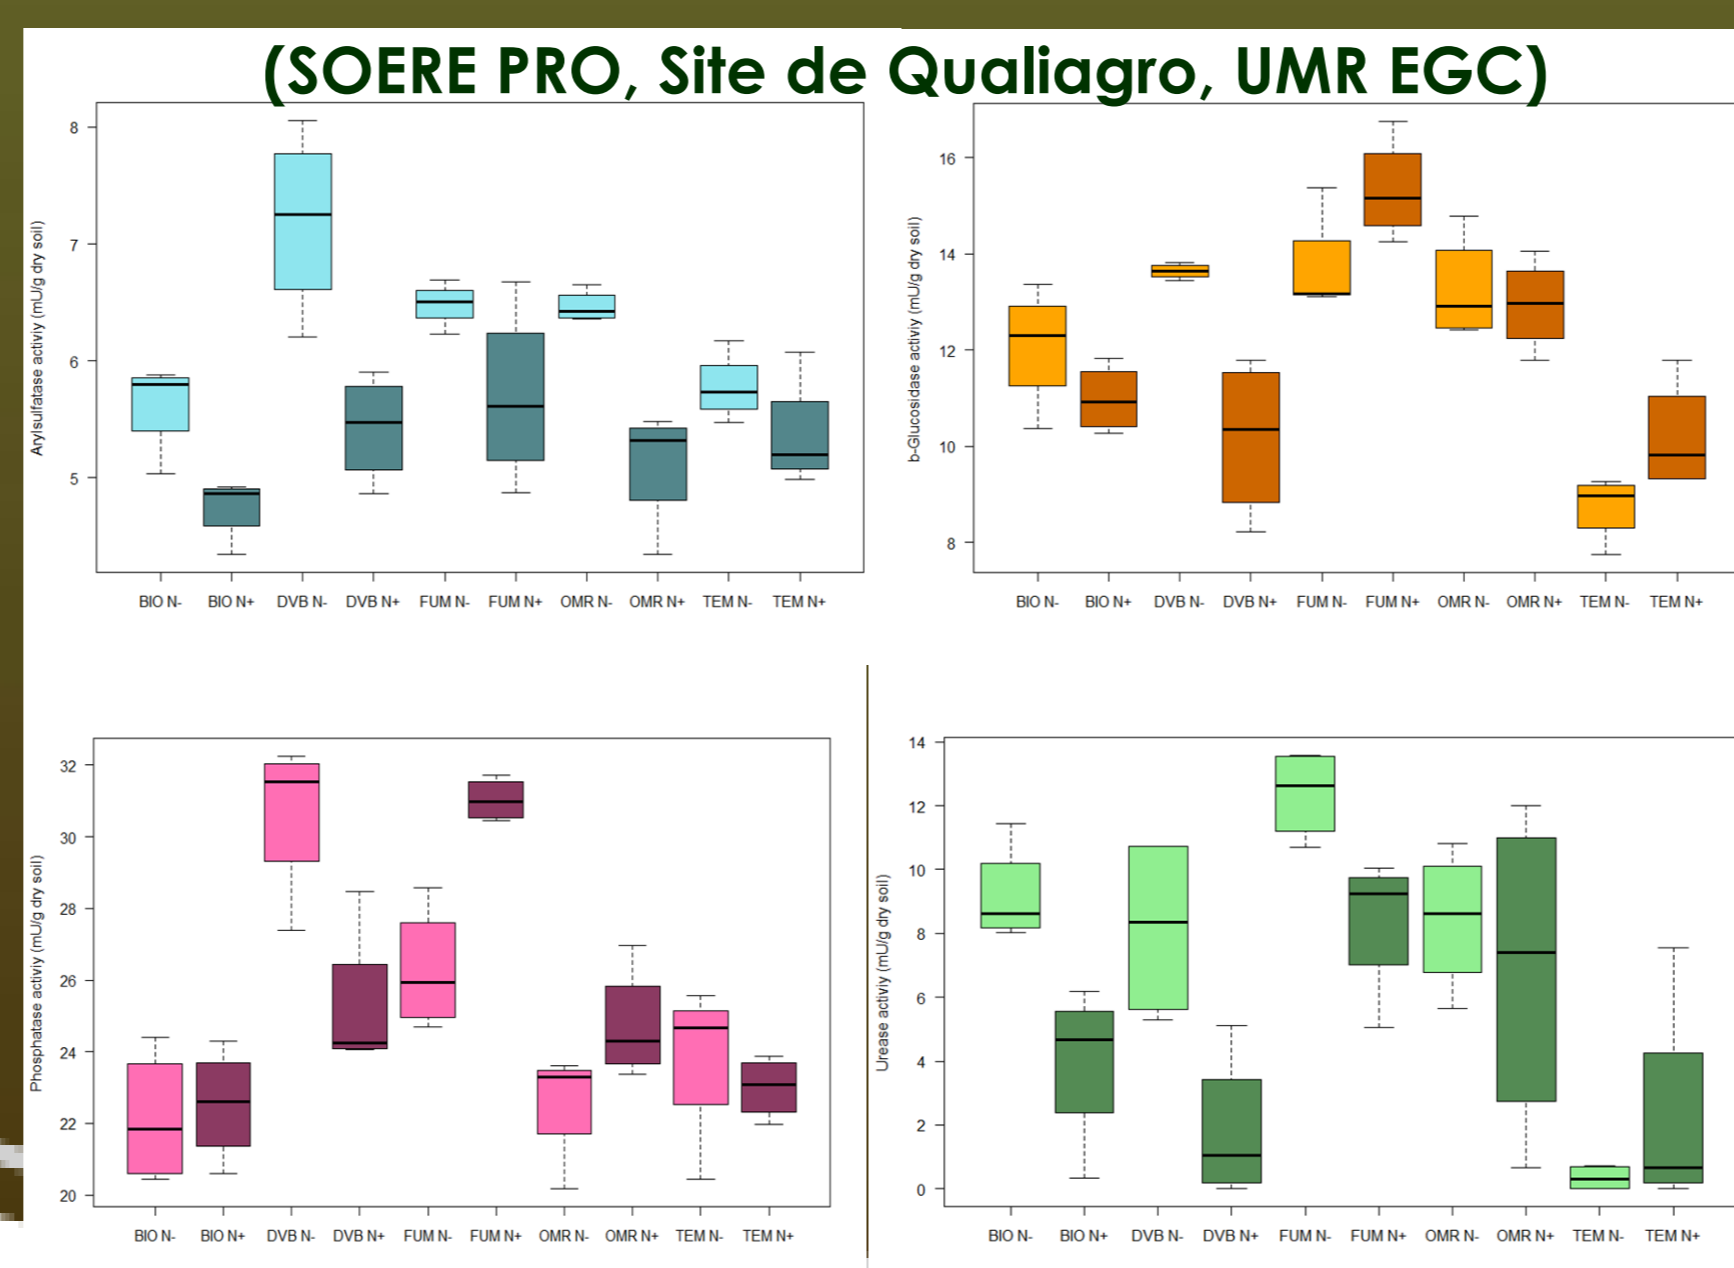 (SOERE PRO, Site de Qualiagro, UMR EGC)
Arylsulfatase activiy (mU/g dry soil)
8
7
6
5
BIO N- BIO N+ DVB N- DVB N+ FUM N- FUM N+ OMR N- OMR N+ TEM N- TEM N+
b-Glucosidase activiy (mU/g dry soil)
16
14
12
10
8
BIO N- BIO N+ DVB N- DVB N+ FUM N- FUM N+ OMR N- OMR N+ TEM N- TEM N+
Phosphatase activiy (mU/g dry soil)
32
30
28
26
24
22
20
BIO N- BIO N+ DVB N- DVB N+ FUM N- FUM N+ OMR N- OMR N+ TEM N- TEM N+
Urease activiy (mU/g dry soil)
14
12
10
8
6
4
2
0
BIO N- BIO N+ DVB N- DVB N+ FUM N- FUM N+ OMR N- OMR N+ TEM N- TEM N+